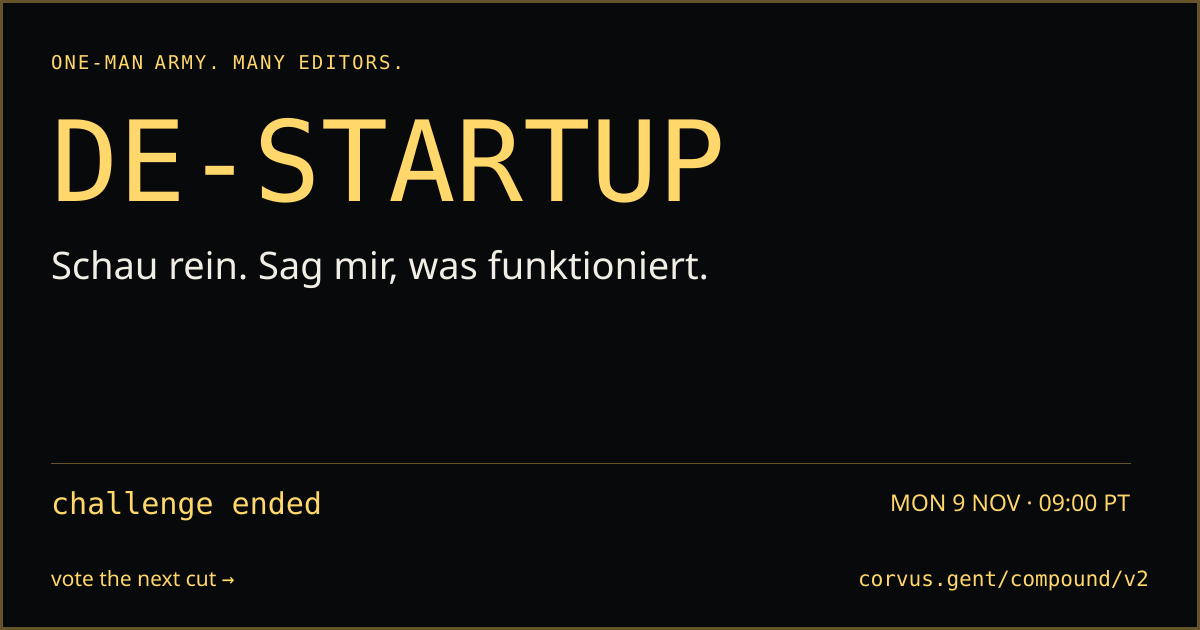 ONE-MAN ARMY. MANY EDITORS.
DE-STARTUP
Schau rein. Sag mir, was funktioniert.
challenge ended
MON 9 NOV · 09:00 PT
vote the next cut →
corvus.gent/compound/v2